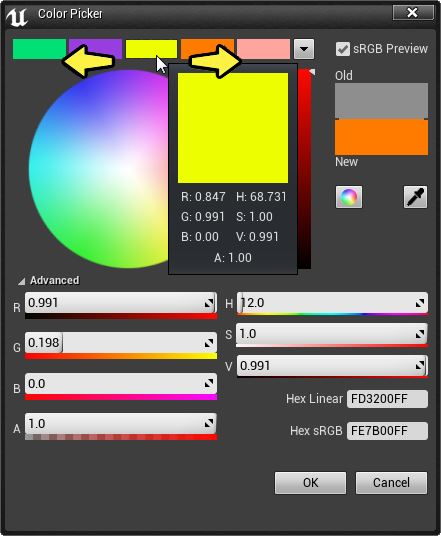 Color Picker
sRGB Preview
Old
New
R: 0.847 H: 68.731
G: 0.991 S: 1.00
B: 0.00 V: 0.991
A: 1.00
Advanced
R 0.991
H 12.0
G 0.198
S 1.0
B 0.0
V 0.991
A 1.0
Hex Linear FD3200FF
Hex sRGB FE7B00FF
OK Cancel